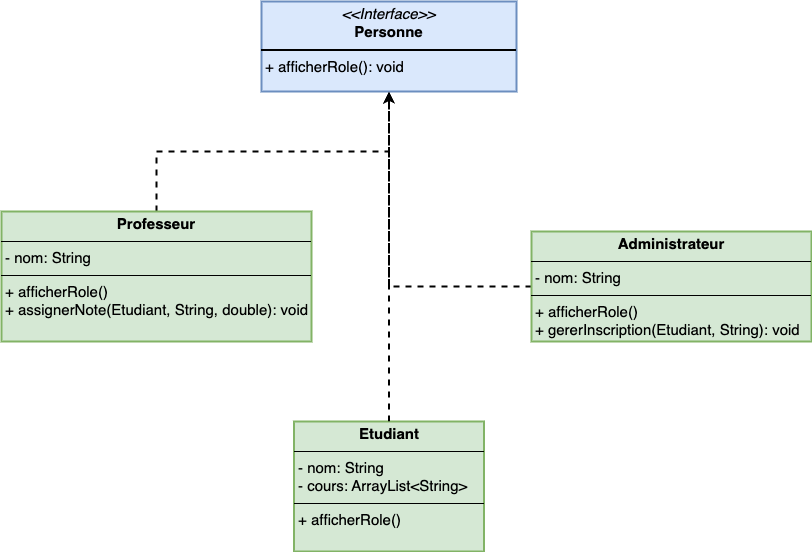 <<Interface>>
Personne
+ afficherRole(): void
Professeur
- nom: String
+ afficherRole()
+ assignerNote(Etudiant, String, double): void
Administrateur
- nom: String
+ afficherRole()
+ gererInscription(Etudiant, String): void
Etudiant
- nom: String
- cours: ArrayList<String>
+ afficherRole()